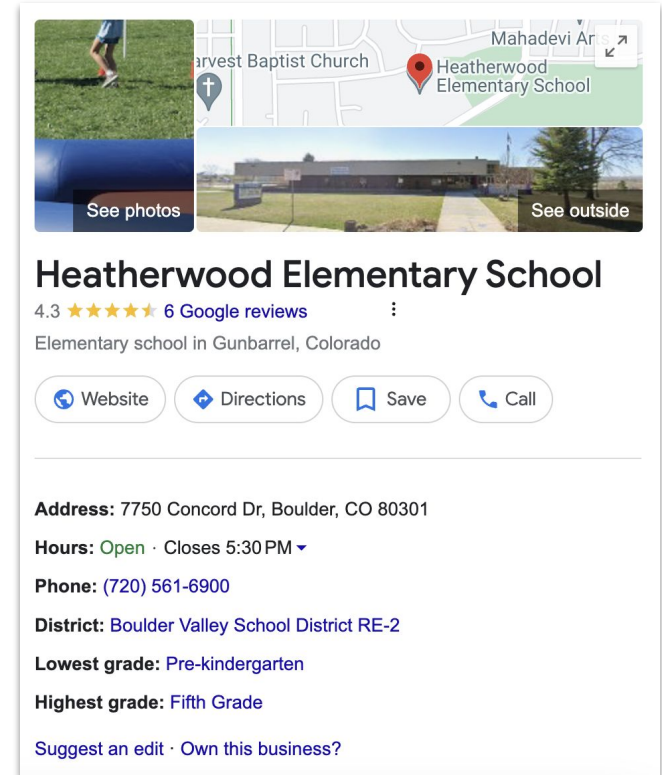 Mahadevi Arts
arvest Baptist Church
Heatherwood
Elementary School
See photos
See outside
Heatherwood Elementary School
4.3 6 Google reviews
Elementary school in Gunbarrel, Colorado
Website Directions Save Call
Address: 7750 Concord Dr, Boulder, CO 80301
Hours: Open · Closes 5:30 PM
Phone: (720) 561-6900
District: Boulder Valley School District RE-2
Lowest grade: Pre-kindergarten
Highest grade: Fifth Grade
Suggest an edit · Own this business?